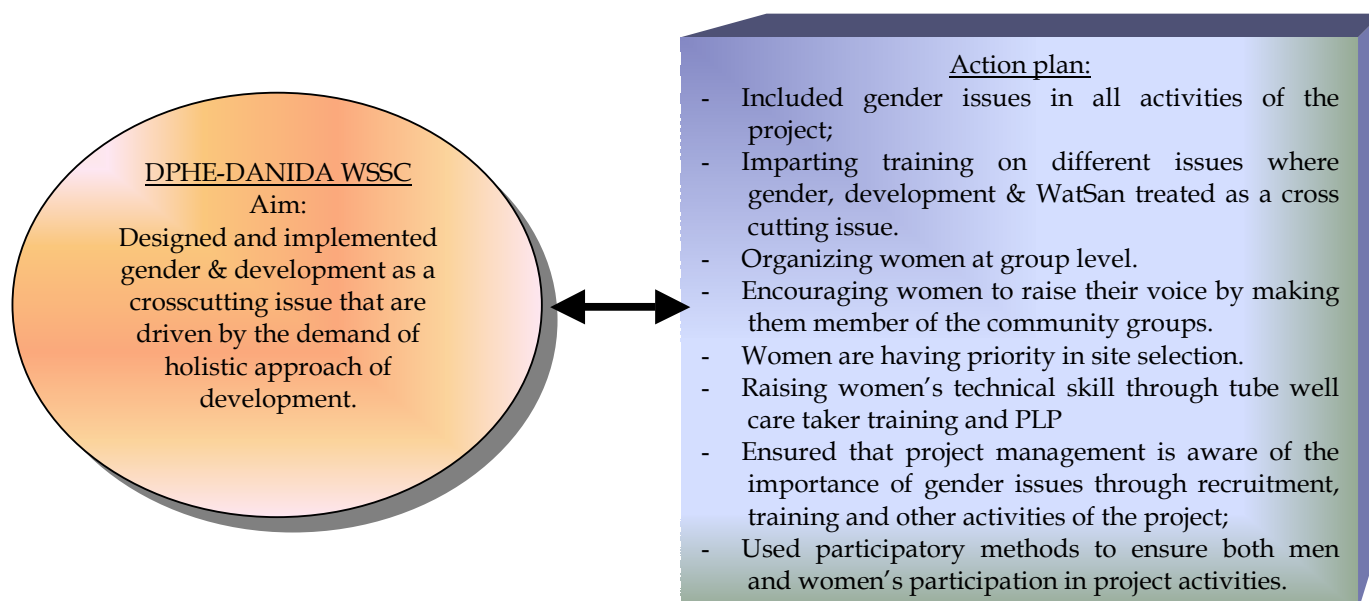 DPHE-DANIDA WSSC
Aim:
Designed and implemented
gender & development as a
crosscutting issue that are
driven by the demand of
holistic approach of
development.
Action plan:
- Included gender issues in all activities of the
project;
- Imparting training on different issues where
gender, development & WatSan treated as a cross
cutting issue.
- Organizing women at group level.
- Encouraging women to raise their voice by making
them member of the community groups.
- Women are having priority in site selection.
- Raising women’s technical skill through tube well
care taker training and PLP
- Ensured that project management is aware of the
importance of gender issues through recruitment,
training and other activities of the project;
- Used participatory methods to ensure both men
and women’s participation in project activities.